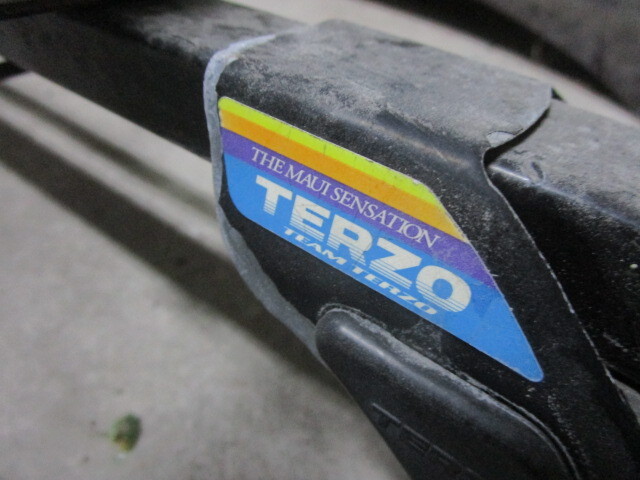 THE MAUI SENSATION
TERZO
TEAM TERZO